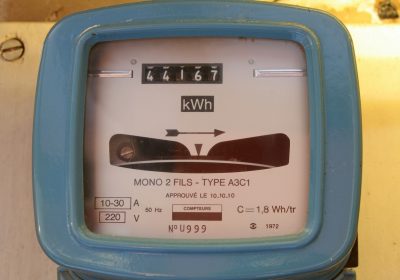 44167
kWh
MONO 2 FILS - TYPE A3C1
APPROUVÉ LE 10.10.10
10-30 A
220 V
50 Hz
COMPTEURS
C = 1,8 Wh/tr
N° U999
1972